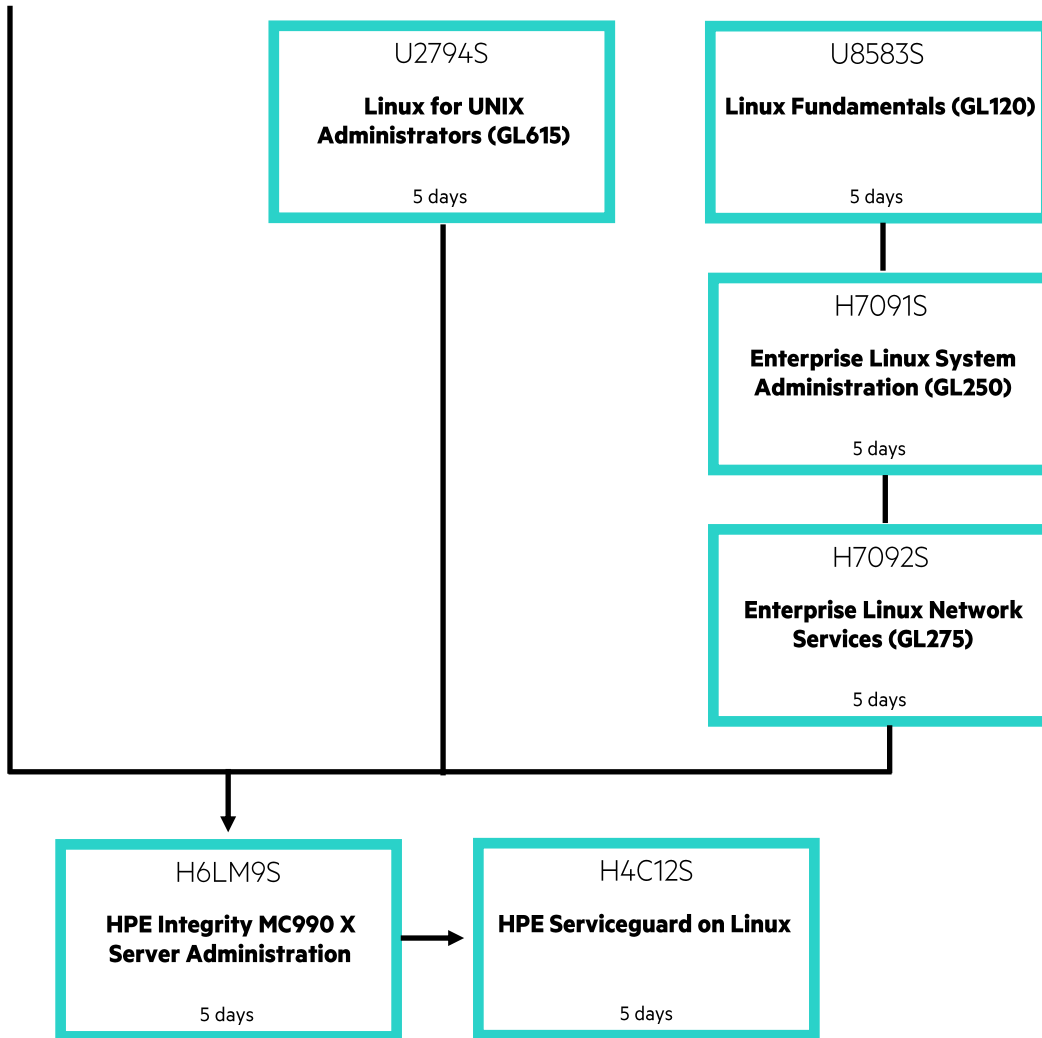 U2794S
Linux for UNIX
Administrators (GL615)
5 days
U8583S
Linux Fundamentals (GL120)
5 days
H7091S
Enterprise Linux System
Administration (GL250)
5 days
H7092S
Enterprise Linux Network
Services (GL275)
5 days
H6LM9S
HPE Integrity MC990 X
Server Administration
5 days
H4C12S
HPE Serviceguard on Linux
5 days